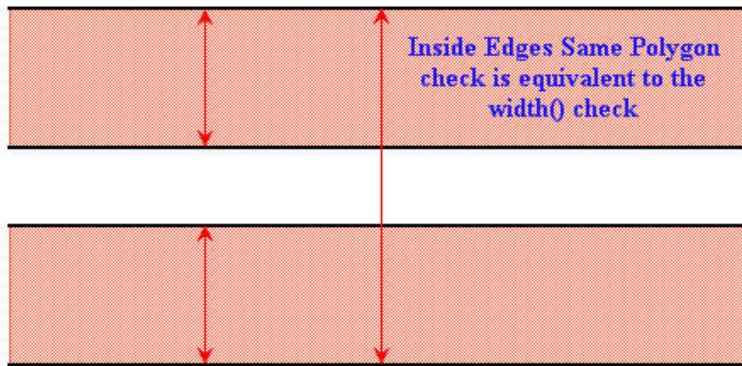 Inside Edges Same Polygon
check is equivalent to the
width() check